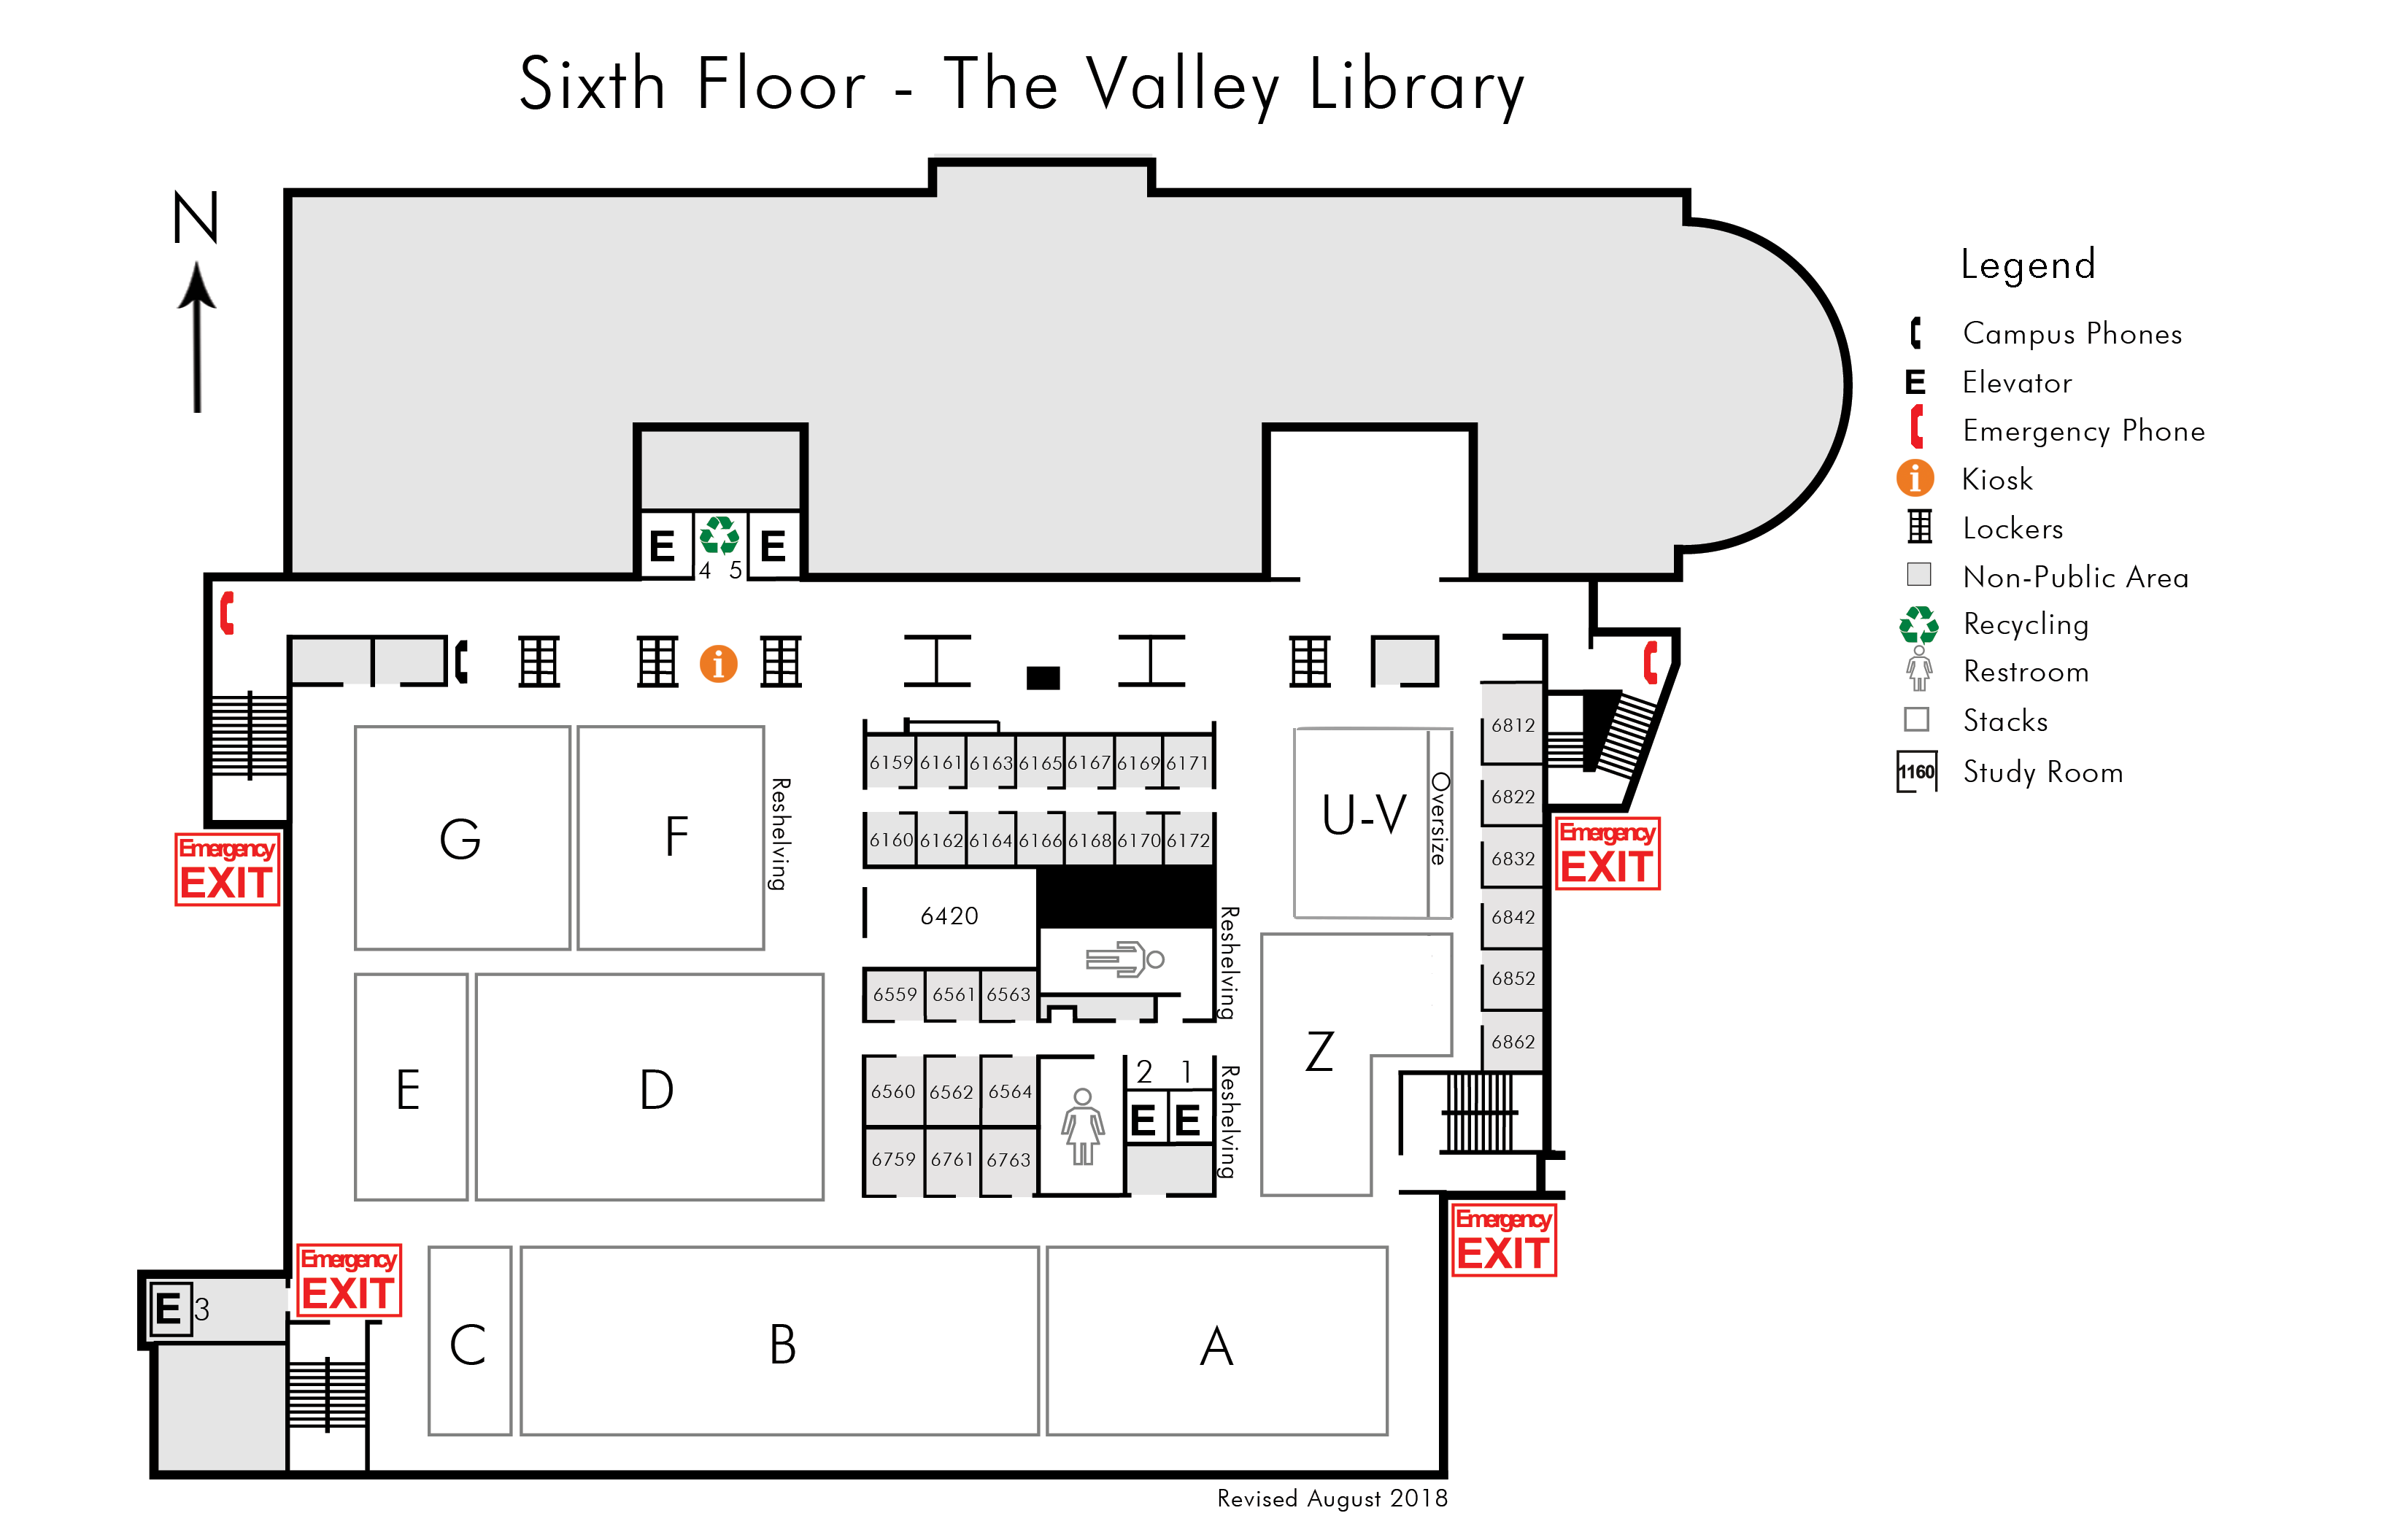 Sixth Floor - The Valley Library
N
Legend
Campus Phones
E Elevator
Emergency Phone
i Kiosk
Lockers
Non-Public Area
Recycling
Restroom
Stacks
1160 Study Room
E
E
4 5
i
6159 6161 6163 6165 6167 6169 6171
6160 6162 6164 6166 6168 6170 6172
6420
6559 6561 6563
6560 6562 6564
6759 6761 6763
2 1
E E
G
F
Reshelving
E
D
C
B
A
U-V
Oversize
Z
Reshelving
Reshelving
6812
6822
6832
6842
6852
6862
Emergency
EXIT
Emergency
EXIT
Emergency
EXIT
Emergency
EXIT
E 3
Revised August 2018